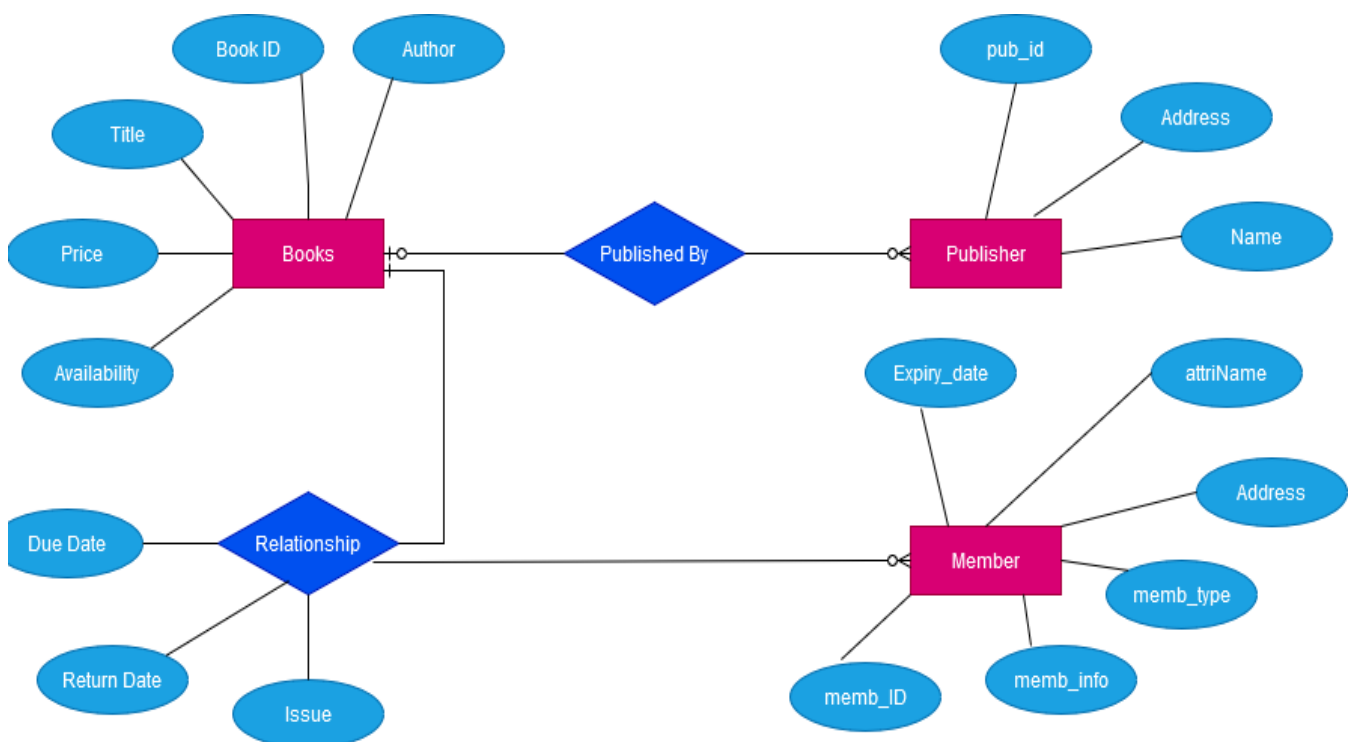 Book ID
Author
pub_id
Title
Address
Price
Books
Published By
Publisher
Name
Availability
Expiry_date
attriName
Address
Due Date
Relationship
Member
memb_type
Return Date
Issue
memb_ID
memb_info